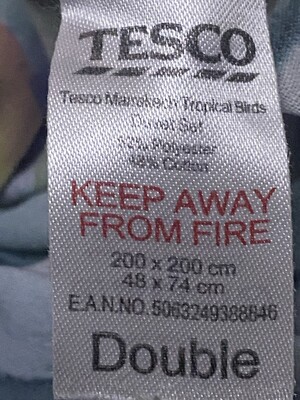 TESCO
Tesco Marrakech Tropical Birds
Duvet Set
52% Polyester
48% Cotton
KEEP AWAY
FROM FIRE
200 x 200 cm
48 x 74 cm
E.A.N.NO. 5063249388846
Double